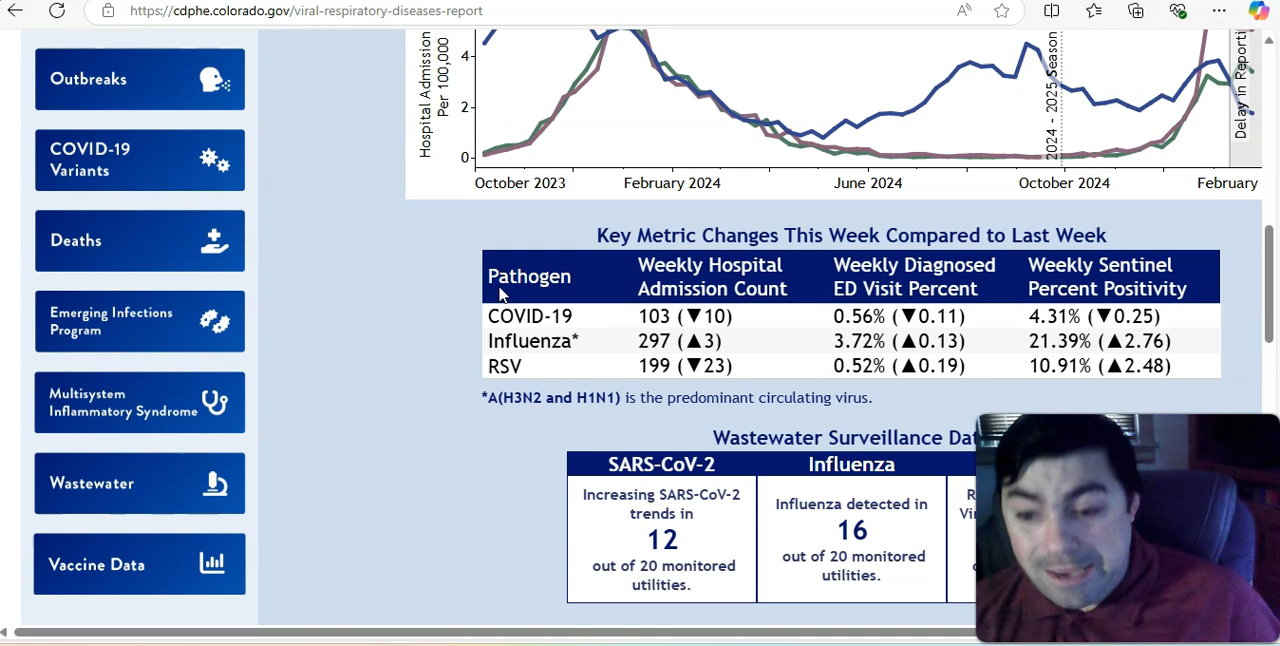 https://cdphe.colorado.gov/viral-respiratory-diseases-report
Outbreaks
COVID-19
Variants
Deaths
Emerging Infections
Program
Multisystem
Inflammatory Syndrome
Wastewater
Vaccine Data
Hospital Admission
Per 100,000
4
2
0
2024 - 2025 Season
Delay in Reporti
October 2023
February 2024
June 2024
October 2024
February
Key Metric Changes This Week Compared to Last Week
Pathogen Weekly Hospital Admission Count Weekly Diagnosed ED Visit Percent Weekly Sentinel Percent Positivity
COVID-19 103 (▼10) 0.56% (▼0.11) 4.31% (▼0.25)
Influenza* 297 (▲3) 3.72% (▲0.13) 21.39% (▲2.76)
RSV 199 (▼23) 0.52% (▲0.19) 10.91% (▲2.48)
*A(H3N2 and H1N1) is the predominant circulating virus.
Wastewater Surveillance Dat
SARS-CoV-2
Increasing SARS-CoV-2
trends in
12
out of 20 monitored
utilities.
Influenza
Influenza detected in
16
out of 20 monitored
utilities.